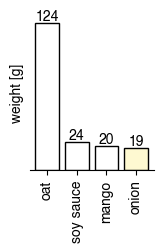 124
24
20
19
weight [g]
oat
soy sauce
mango
onion